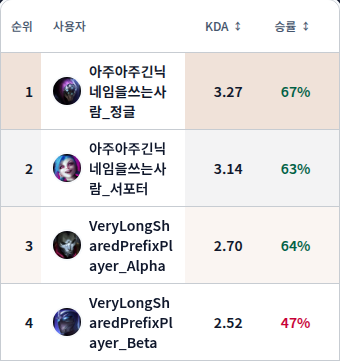 순위 사용자 KDA ↕ 승률 ↕
1 아주아주긴닉 3.27 67%
네임을쓰는사
람_정글
2 아주아주긴닉 3.14 63%
네임을쓰는사
람_서포터
3 VeryLongSh 2.70 64%
aredPrefixPl
ayer_Alpha
4 VeryLongSh 2.52 47%
aredPrefixPl
ayer_Beta